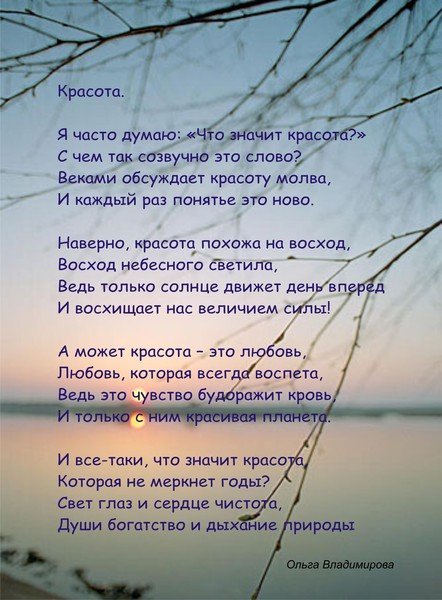 Красота.
Я часто думаю: «Что значит красота?»
С чем так созвучно это слово?
Веками обсуждает красоту молва,
И каждый раз понятье это ново.
Наверно, красота похожа на восход,
Восход небесного светила,
Ведь только солнце движет день вперед
И восхищает нас величием силы!
А может красота – это любовь,
Любовь, которая всегда воспета,
Ведь это чувство будоражит кровь,
И только с ним красивая планета.
И все-таки, что значит красота,
Которая не меркнет годы?
Свет глаз и сердце чистота,
Души богатство и дыхание природы
Ольга Владимирова